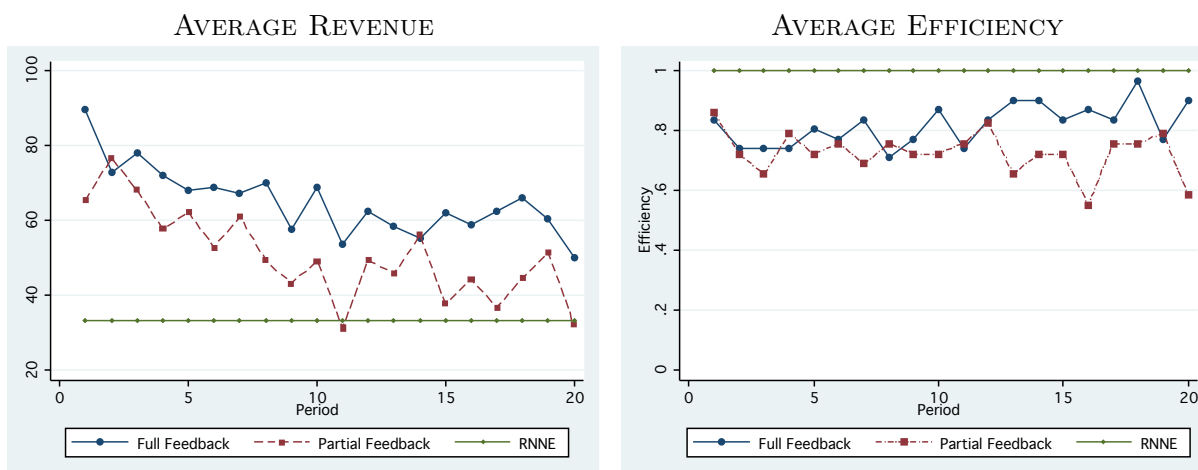 AVERAGE REVENUE
100
80
60
40
20
0 5 10 15 20
Period
Full Feedback Partial Feedback RNNE
AVERAGE EFFICIENCY
Efficiency
1
.8
.6
.4
.2
0
0 5 10 15 20
Period
Full Feedback Partial Feedback RNNE